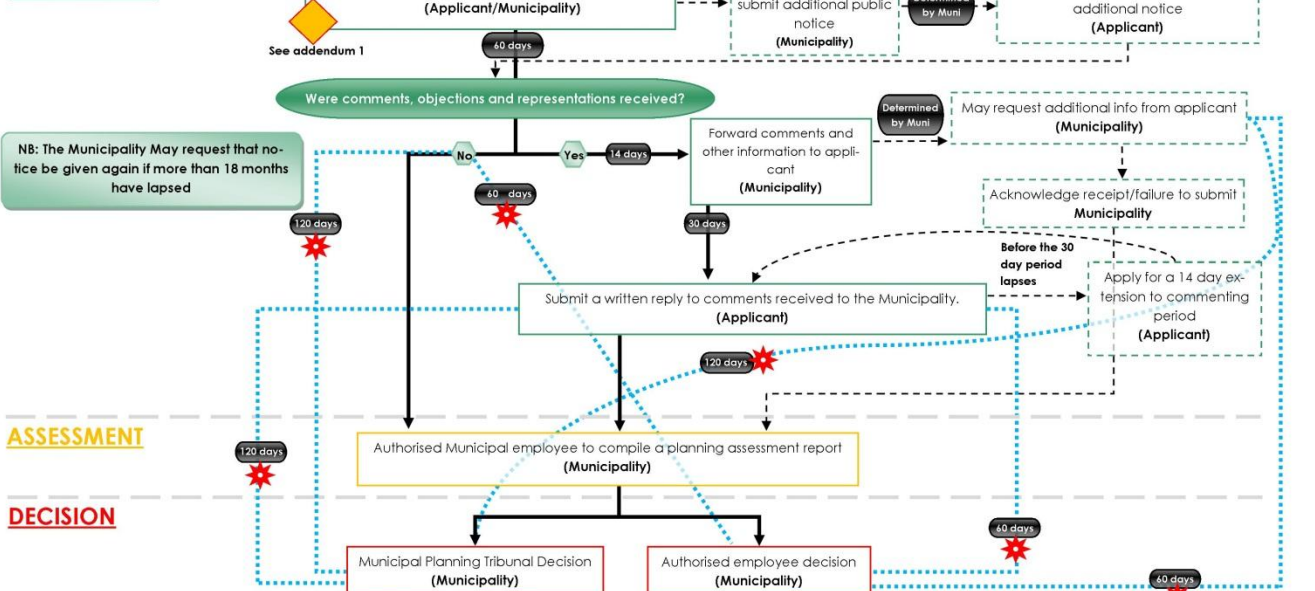 (Applicant/Municipality)
submit additional public
notice
(Municipality)
Determined
by Muni
additional notice
(Applicant)
See addendum 1
60 days
Were comments, objections and representations received?
NB: The Municipality May request that no-
tice be given again if more than 18 months
have lapsed
No
Yes
14 days
Forward comments and
other information to appli-
cant
(Municipality)
Determined
by Muni
May request additional info from applicant
(Municipality)
Acknowledge receipt/failure to submit
Municipality
60 days
120 days
30 days
Before the 30
day period
lapses
Apply for a 14 day ex-
tension to commenting
period
(Applicant)
Submit a written reply to comments received to the Municipality.
(Applicant)
120 days
ASSESSMENT
Authorised Municipal employee to compile a planning assessment report
(Municipality)
120 days
DECISION
60 days
Municipal Planning Tribunal Decision
(Municipality)
Authorised employee decision
(Municipality)
60 days